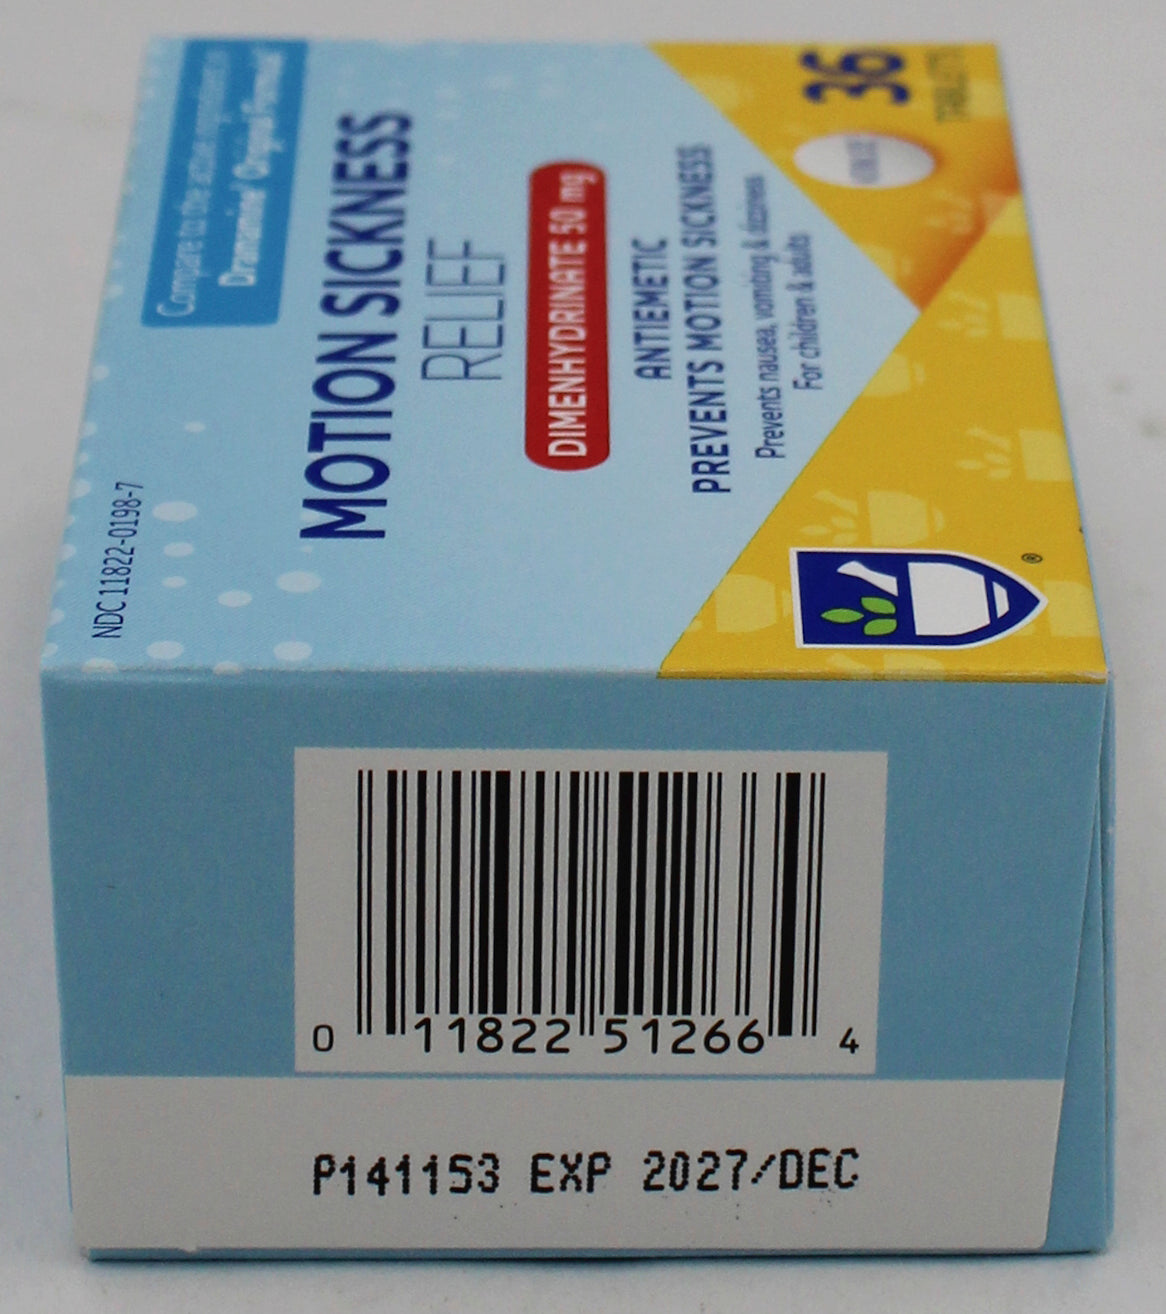 NDC 11822-0198-7
Compare to the active ingredient in
Dramamine® Original Formula*
MOTION SICKNESS
RELIEF
DIMENHYDRINATE 50 mg
ANTIEMETIC
PREVENTS MOTION SICKNESS
Prevents nausea, vomiting & dizziness
For children & adults
36
TABLETS
®
0 11822 51266 4
P141153 EXP 2027/DEC